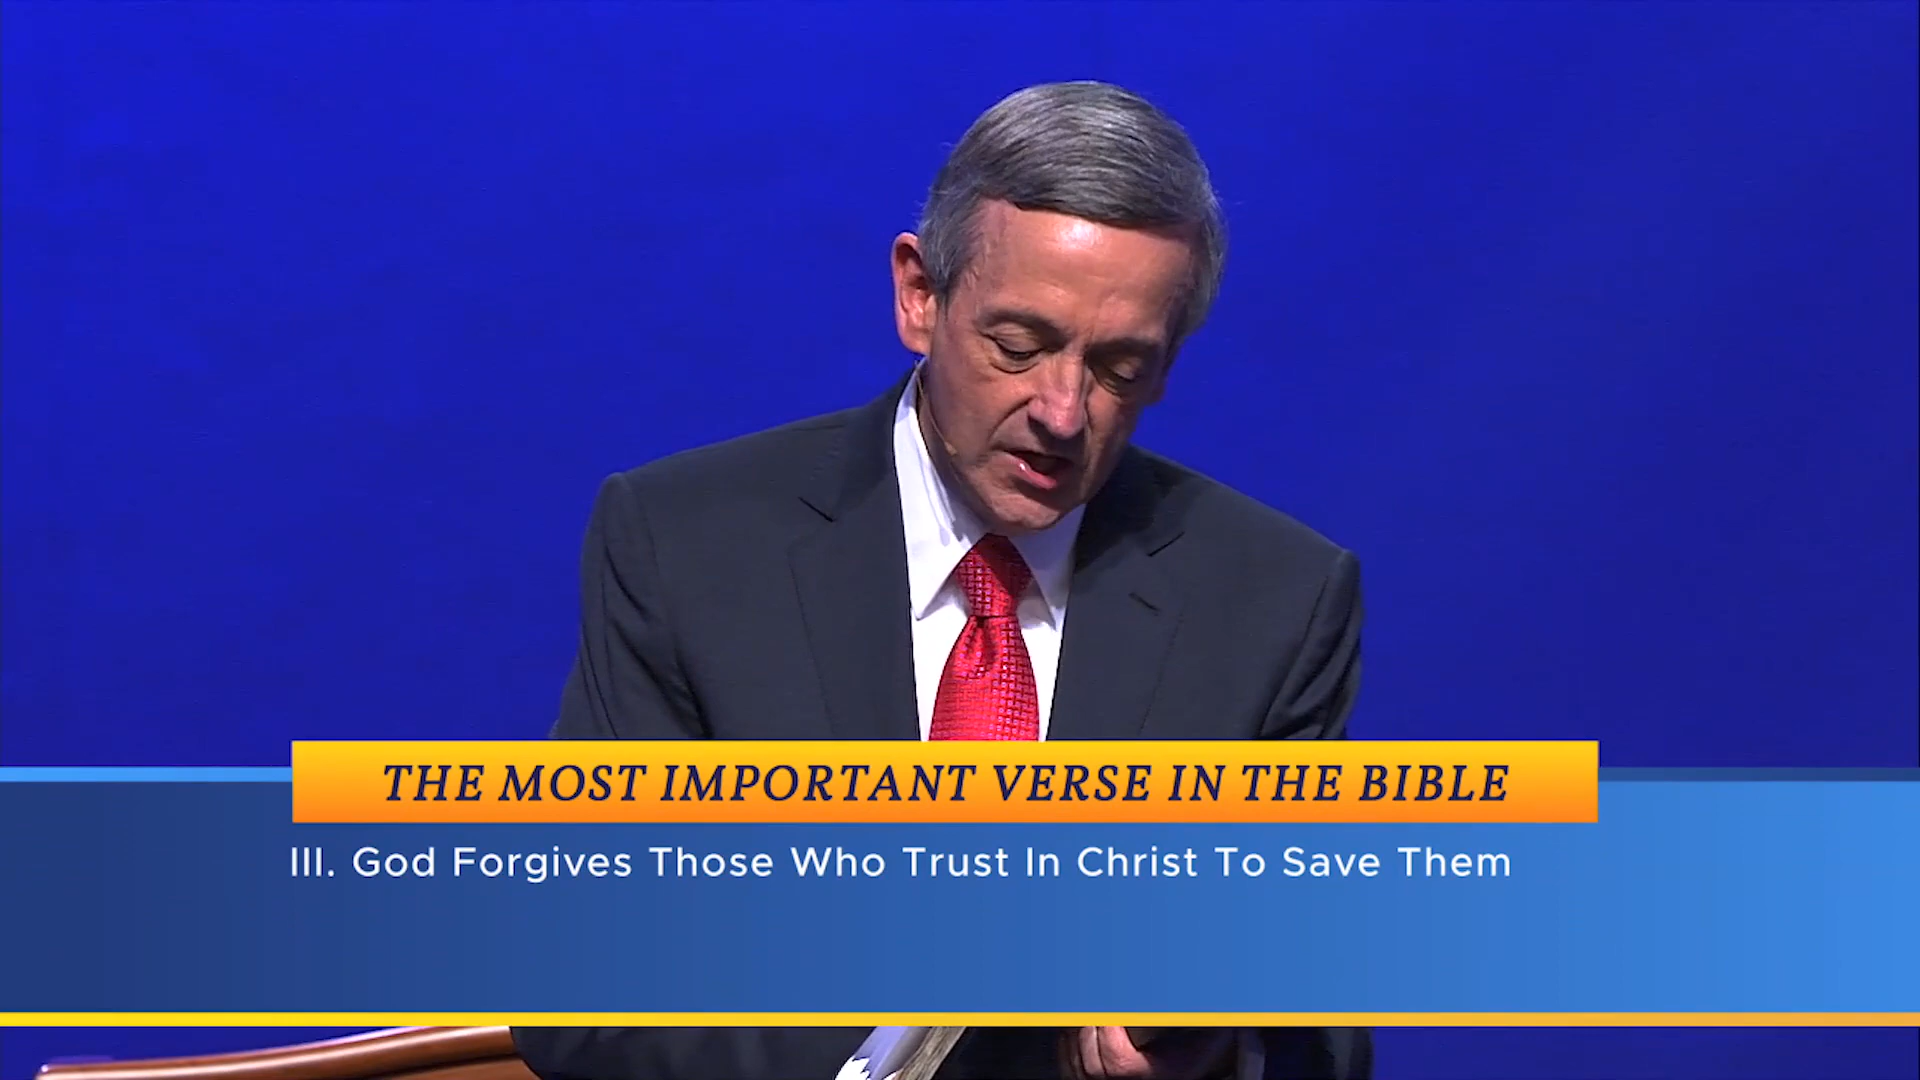 THE MOST IMPORTANT VERSE IN THE BIBLE
III. God Forgives Those Who Trust In Christ To Save Them